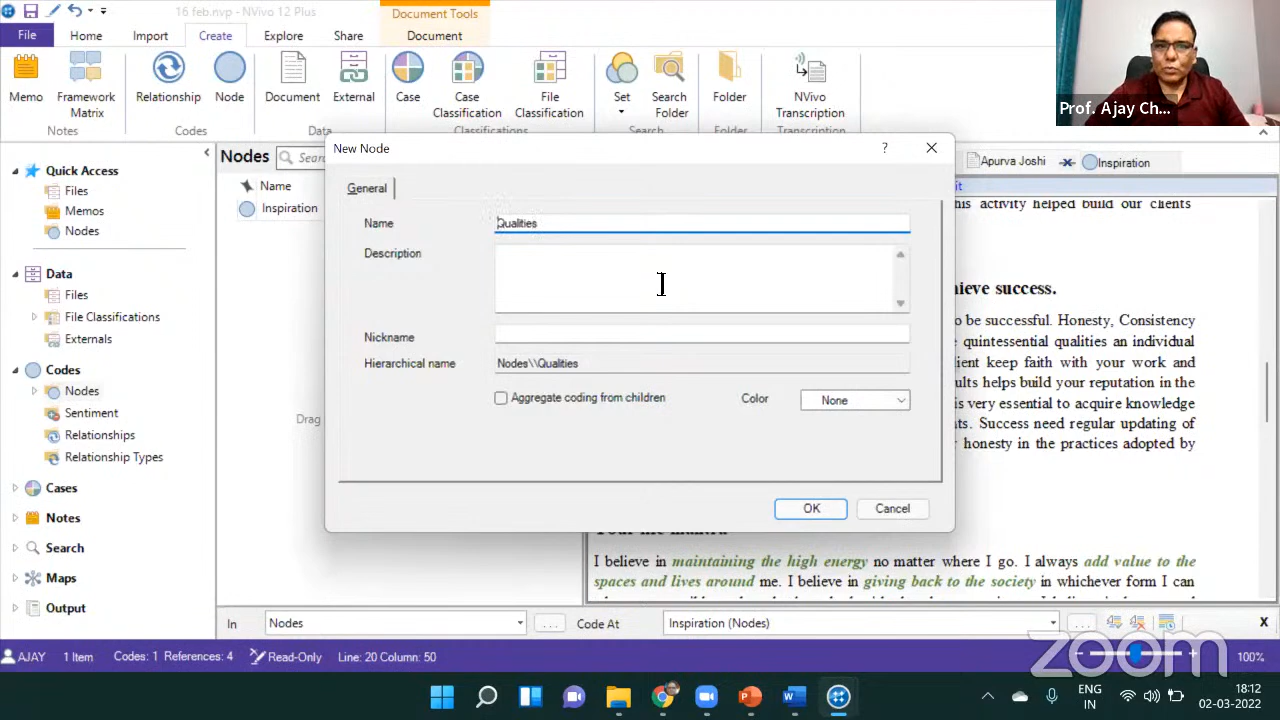 16 feb.nvp - NVivo 12 Plus
Document Tools
File Home Import Create Explore Share Document
Memo
Framework Matrix
Relationship
Node
Document
External
Case
Case Classification
File Classification
Set
Search Folder
Folder
NVivo Transcription
Notes
Codes
Classifications
Search
Folder
Transcription
Prof. Ajay Ch...
Quick Access
Files
Memos
Nodes
Data
Files
File Classifications
Externals
Codes
Nodes
Sentiment
Relationships
Relationship Types
Cases
Notes
Search
Maps
Output
Nodes
Name
Inspiration
Drag
New Node
? ×
General
Name
Qualities
Description
Nickname
Hierarchical name
Nodes\\Qualities
Aggregate coding from children
Color
None
OK
Cancel
Apurva Joshi
Inspiration
this activity helped build our clients
success.
o be successful. Honesty, Consistency
quintessential qualities an individual
keep faith with your work and
helps build your reputation in the
is very essential to acquire knowledge
Success need regular updating of
honesty in the practices adopted by
I believe in maintaining the high energy no matter where I go. I always add value to the
spaces and lives around me. I believe in giving back to the society in whichever form I can
In Nodes ... Code At Inspiration (Nodes) ... X
AJAY 1 Item Codes: 1 References: 4 Read-Only Line: 20 Column: 50 - + 100%
zoom
ENG
IN
18:12
02-03-2022